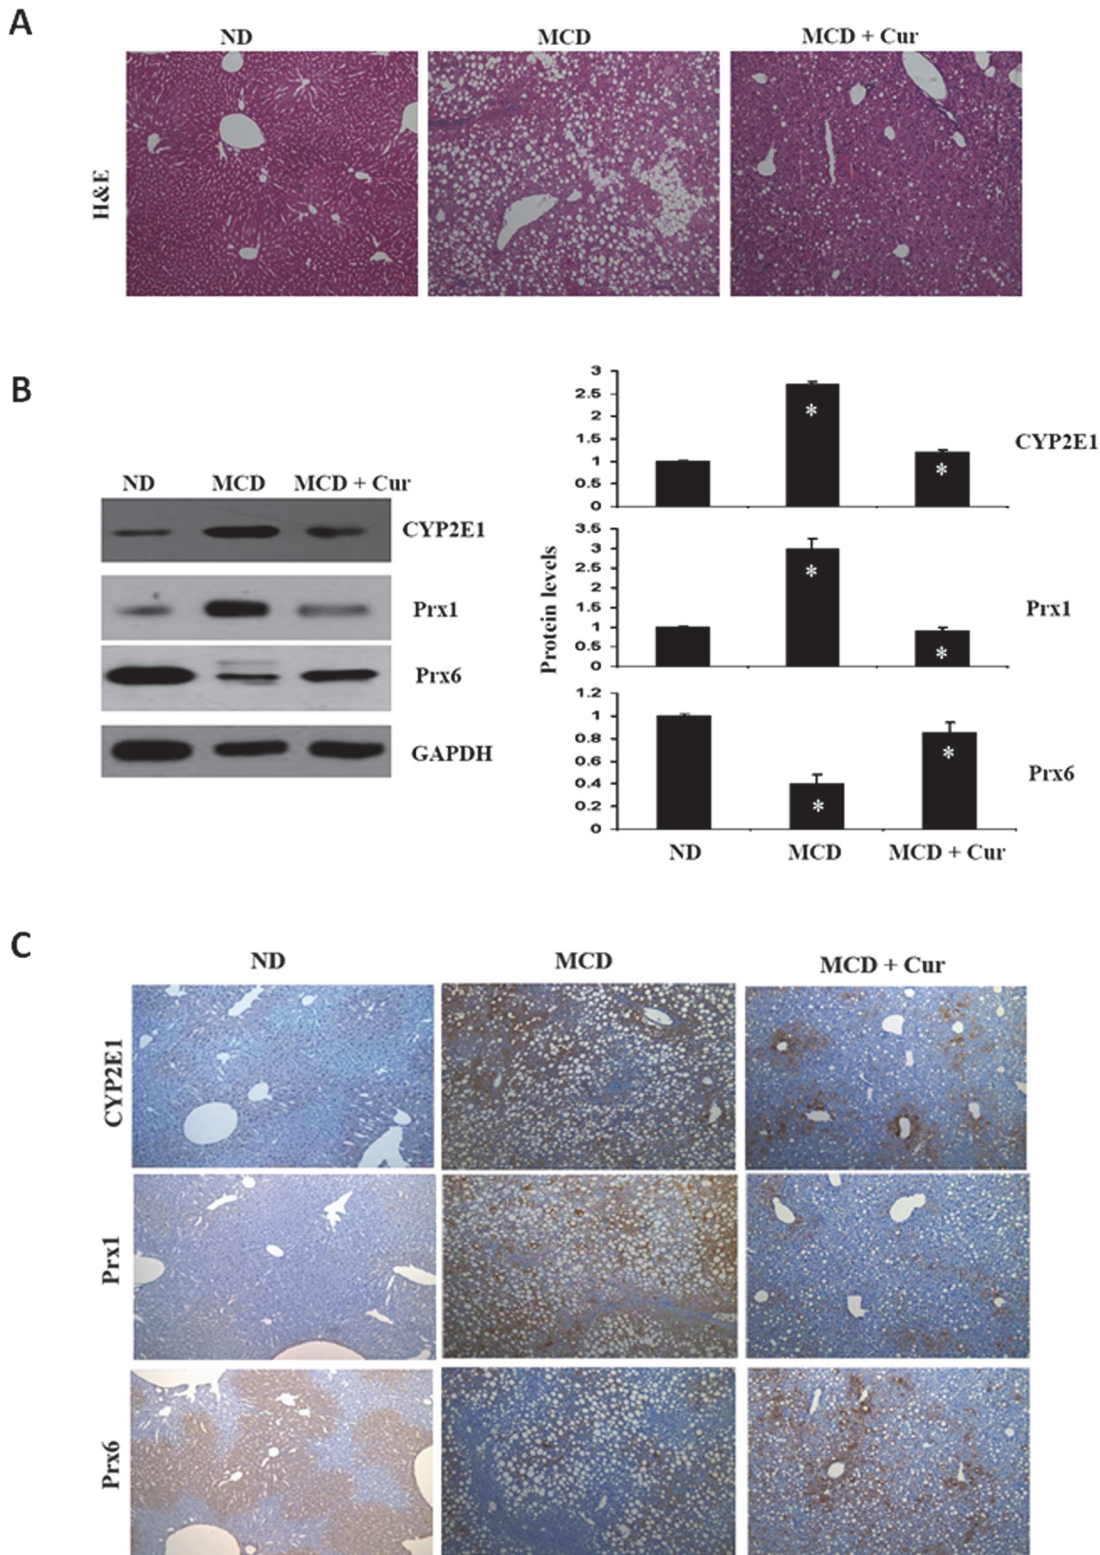 A
ND MCD MCD + Cur
H&E
B
ND MCD MCD + Cur
CYP2E1
Prx1
Prx6
GAPDH
Protein levels
3
2.5
2
1.5
1
0.5
0
CYP2E1
*
*
3.5
3
2.5
2
1.5
1
0.5
0
Prx1
*
*
1.2
1
0.8
0.6
0.4
0.2
0
Prx6
*
*
ND MCD MCD + Cur
C
ND MCD MCD + Cur
CYP2E1
Prx1
Prx6